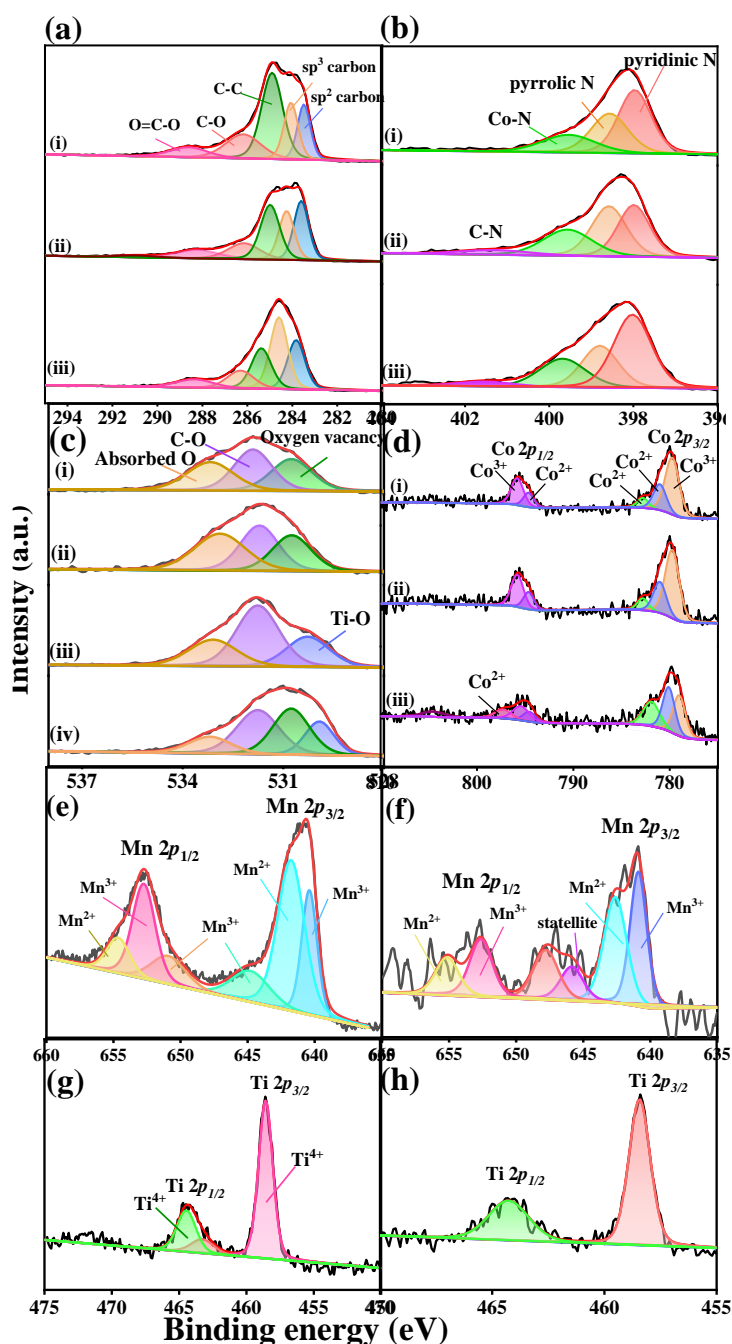 (a)
sp³ carbon
C-C
sp² carbon
O=C-O
C-O
(i)
(ii)
(iii)
294 292 290 288 286 284 282
(b)
pyridinic N
pyrrolic N
Co-N
(i)
C-N
(ii)
(iii)
402 400 398 396
(c)
C-O
Oxygen vacancy
Absorbed O
(i)
(ii)
(iii)
Ti-O
(iv)
537 534 531
(d)
Co 2p3/2
Co 2p1/2
Co²⁺
Co³⁺
Co³⁺
Co²⁺
Co²⁺
(i)
(ii)
Co²⁺
(iii)
800 790 780
Intensity (a.u.)
(e)
Mn 2p3/2
Mn 2p1/2
Mn²⁺
Mn³⁺
Mn³⁺
Mn²⁺
Mn³⁺
660 655 650 645 640
(f)
Mn 2p3/2
Mn 2p1/2
Mn²⁺
Mn²⁺
Mn³⁺
Mn³⁺
statellite
655 650 645 640 635
(g)
Ti 2p3/2
Ti 2p1/2
Ti⁴⁺
Ti⁴⁺
475 470 465 460 455
(h)
Ti 2p3/2
Ti 2p1/2
465 460 455
Binding energy (eV)